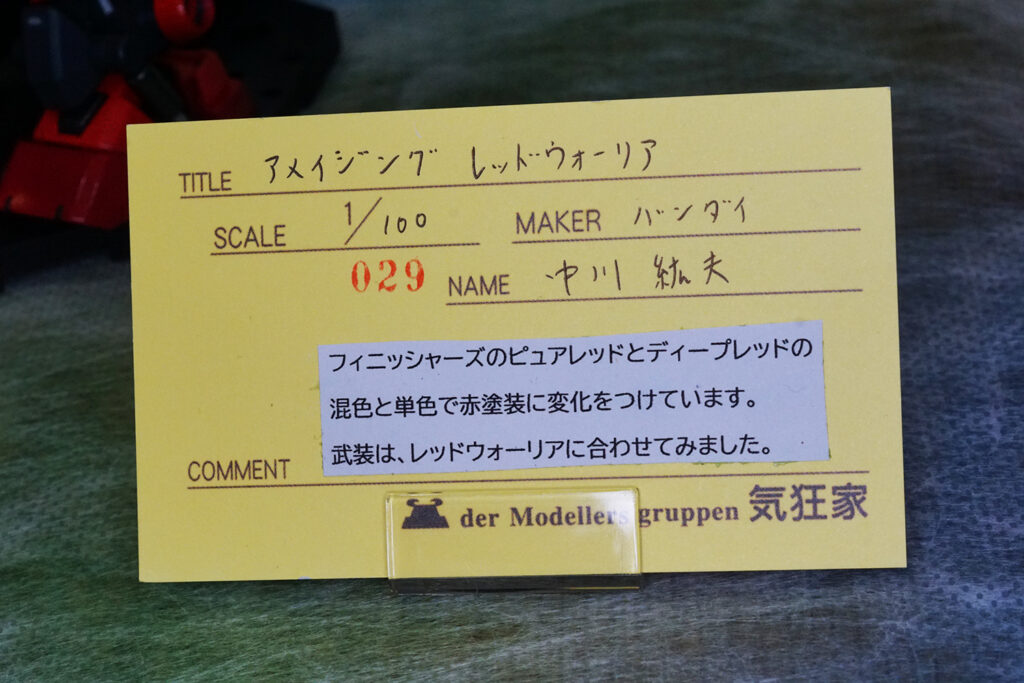 TITLE アメイジング レッドウォーリア
SCALE 1/100 MAKER バンダイ
029 NAME 中川 紘夫
フィニッシャーズのピュアレッドとディープレッドの
混色と単色で赤塗装に変化をつけています。
武装は、レッドウォーリアに合わせてみました。
COMMENT
der Modellers gruppen 気狂家